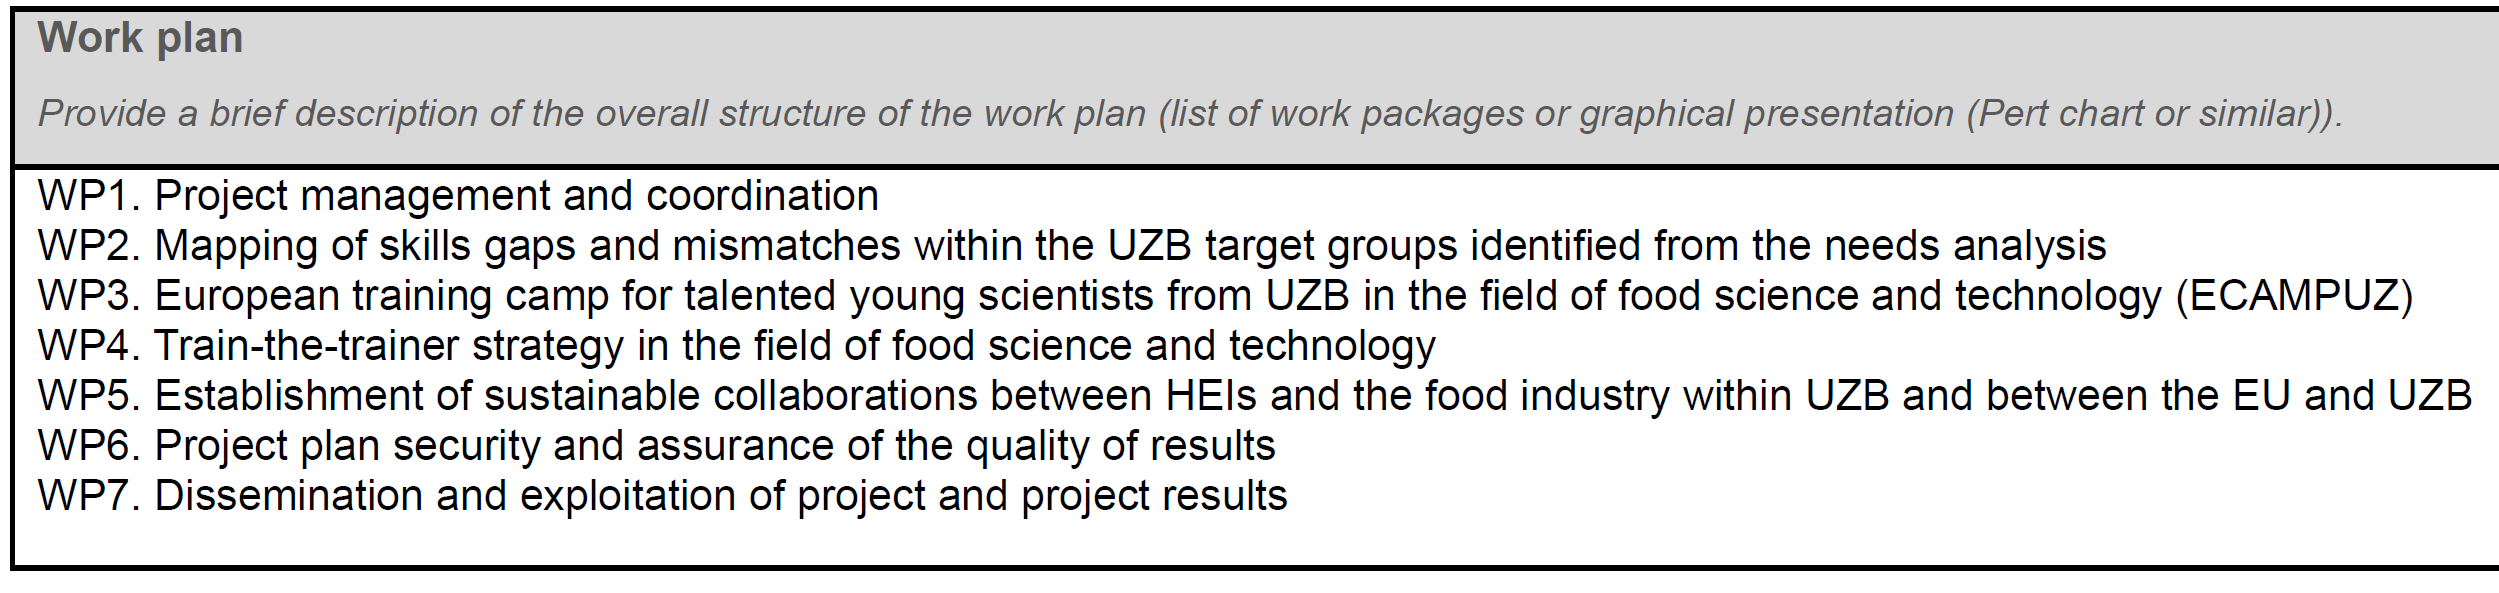 Work plan
Provide a brief description of the overall structure of the work plan (list of work packages or graphical presentation (Pert chart or similar)).
WP1. Project management and coordination
WP2. Mapping of skills gaps and mismatches within the UZB target groups identified from the needs analysis
WP3. European training camp for talented young scientists from UZB in the field of food science and technology (ECAMPUZ)
WP4. Train-the-trainer strategy in the field of food science and technology
WP5. Establishment of sustainable collaborations between HEIs and the food industry within UZB and between the EU and UZB
WP6. Project plan security and assurance of the quality of results
WP7. Dissemination and exploitation of project and project results